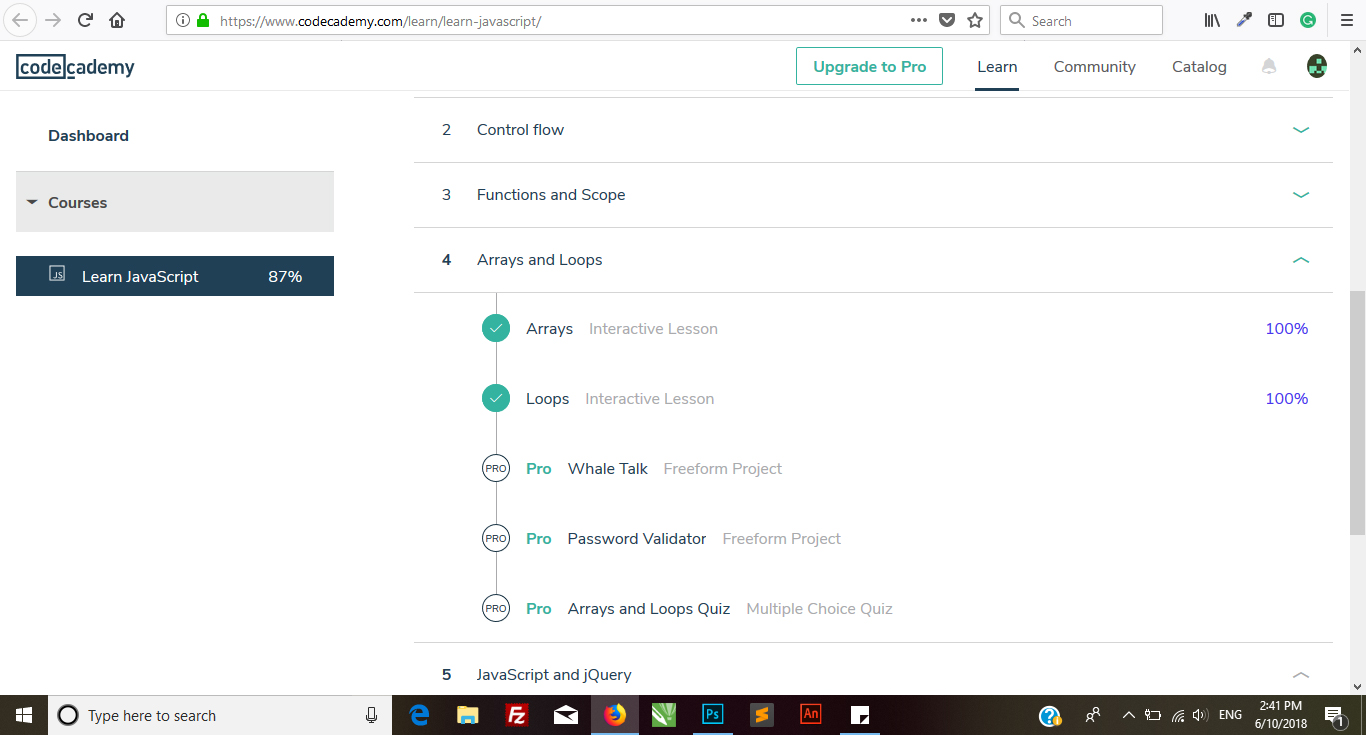 https://www.codecademy.com/learn/learn-javascript/
Search
codecademy
Upgrade to Pro
Learn
Community
Catalog
Dashboard
Courses
JS Learn JavaScript 87%
2 Control flow
3 Functions and Scope
4 Arrays and Loops
Arrays Interactive Lesson 100%
Loops Interactive Lesson 100%
PRO Pro Whale Talk Freeform Project
PRO Pro Password Validator Freeform Project
PRO Pro Arrays and Loops Quiz Multiple Choice Quiz
5 JavaScript and jQuery
Type here to search
Fz
Ps
An
ENG
2:41 PM
6/10/2018
1